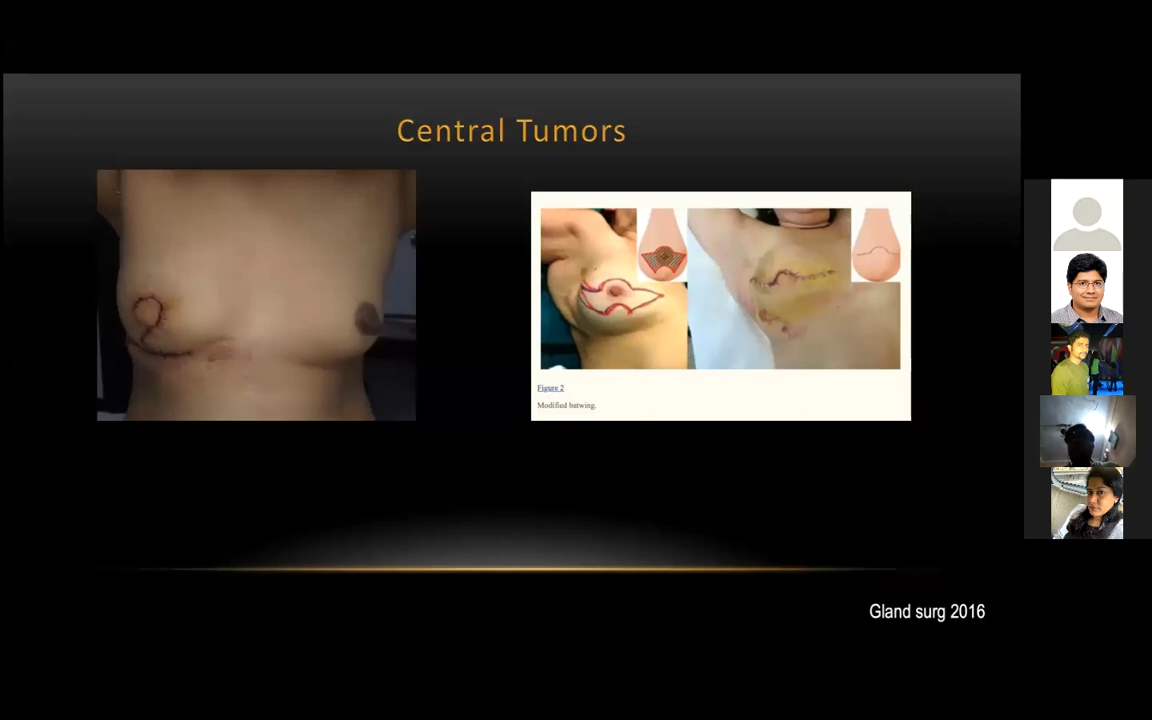 Central Tumors
Figure 2
Modified batwing.
Gland surg 2016